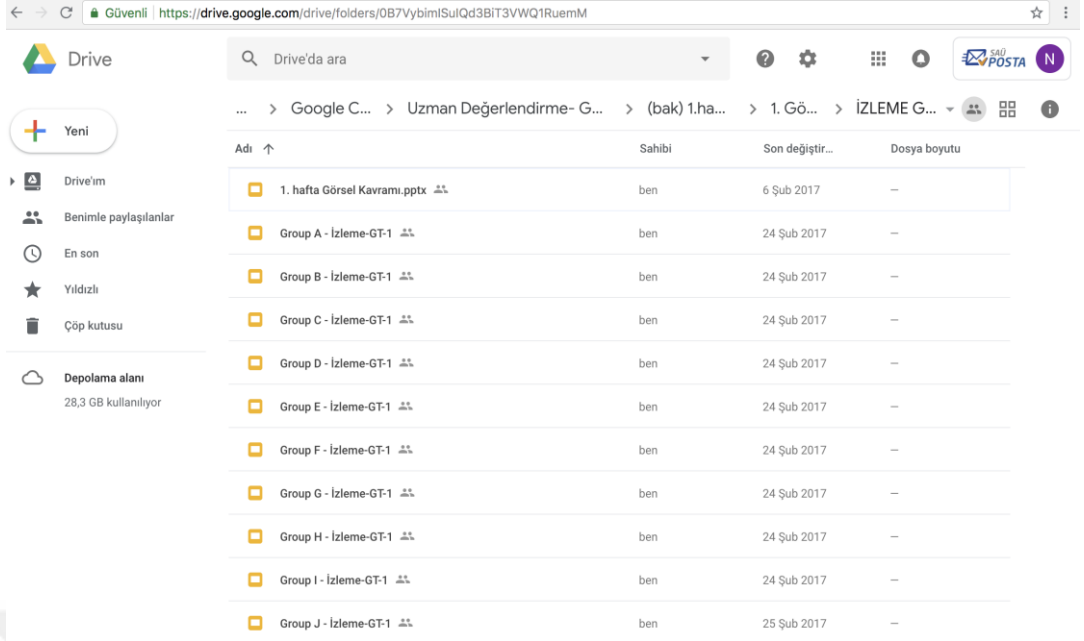 Güvenli https://drive.google.com/drive/folders/0B7VybimlSuIQd3BiT3VWQ1RuemM
Drive Drive'da ara SAÜ POSTA N
... > Google C... > Uzman Değerlendirme- G... > (bak) 1.ha... > 1. Gö... > İZLEME G...
Yeni
Adı ↑ Sahibi Son değiştir... Dosya boyutu
Drive'ım
Benimle paylaşılanlar
En son
Yıldızlı
Çöp kutusu
Depolama alanı
28,3 GB kullanılıyor
1. hafta Görsel Kavramı.pptx ben 6 Şub 2017 —
Group A - İzleme-GT-1 ben 24 Şub 2017 —
Group B - İzleme-GT-1 ben 24 Şub 2017 —
Group C - İzleme-GT-1 ben 24 Şub 2017 —
Group D - İzleme-GT-1 ben 24 Şub 2017 —
Group E - İzleme-GT-1 ben 24 Şub 2017 —
Group F - İzleme-GT-1 ben 24 Şub 2017 —
Group G - İzleme-GT-1 ben 24 Şub 2017 —
Group H - İzleme-GT-1 ben 24 Şub 2017 —
Group I - İzleme-GT-1 ben 24 Şub 2017 —
Group J - İzleme-GT-1 ben 25 Şub 2017 —